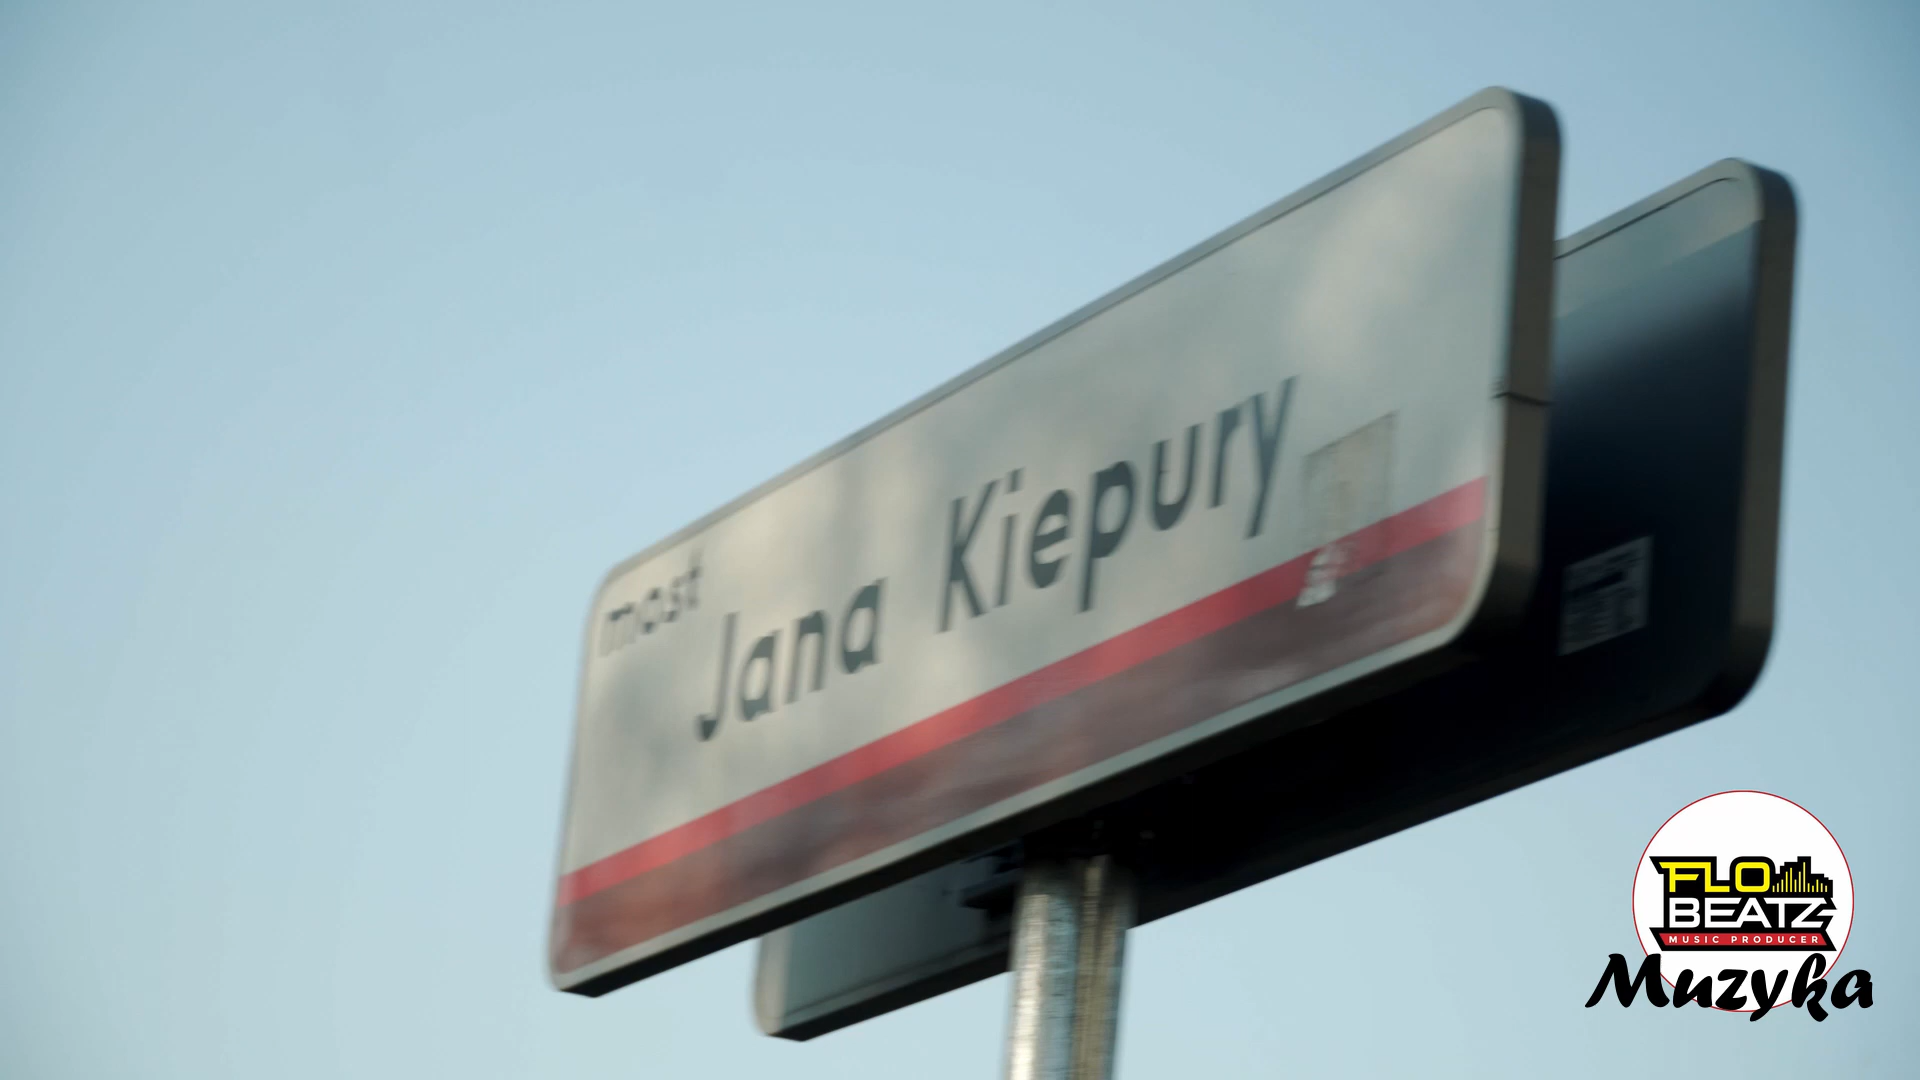 most
Jana Kiepury
FLO
BEATZ
MUSIC PRODUCER
Muzyka